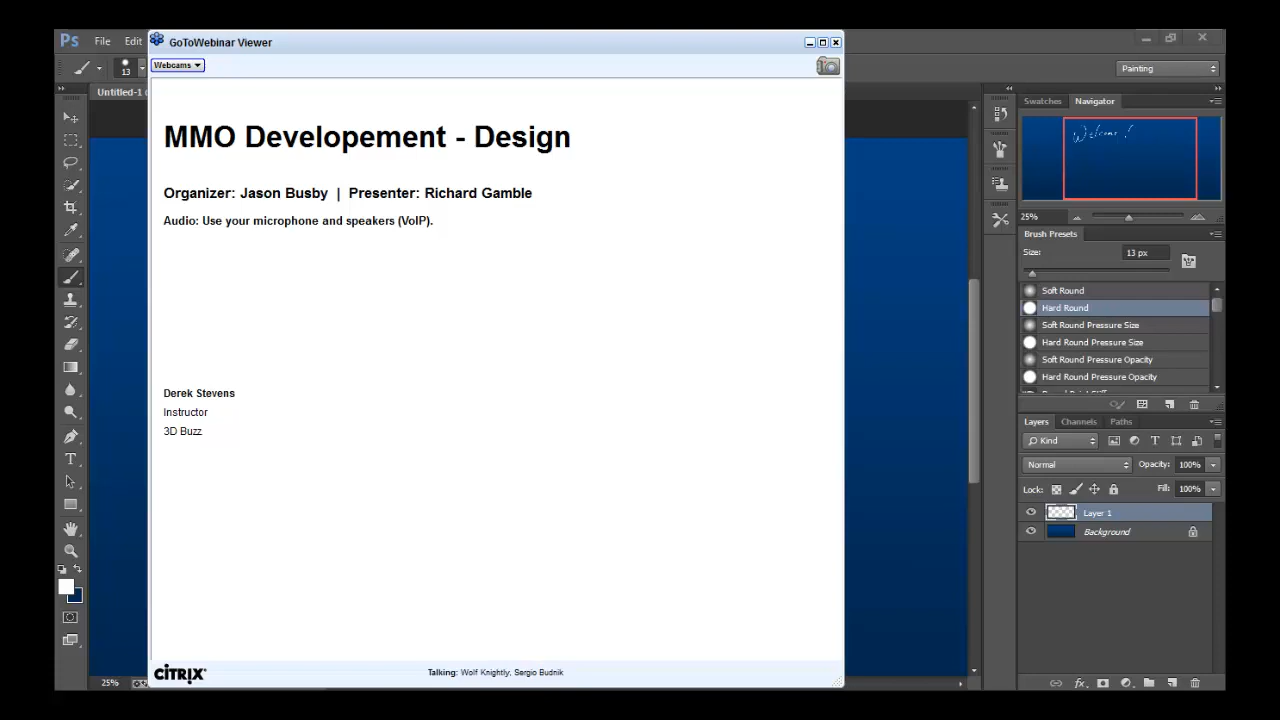 Ps File Edit
GoToWebinar Viewer
Webcams
13
Painting
Untitled-1
Swatches Navigator
Welcome !
25%
Brush Presets
Size: 13 px
Soft Round
Hard Round
Soft Round Pressure Size
Hard Round Pressure Size
Soft Round Pressure Opacity
Hard Round Pressure Opacity
MMO Developement - Design
Organizer: Jason Busby | Presenter: Richard Gamble
Audio: Use your microphone and speakers (VoIP).
Derek Stevens
Instructor
3D Buzz
Layers Channels Paths
Kind
Normal Opacity: 100%
Lock: Fill: 100%
Layer 1
Background
CITRIX
Talking: Wolf Knightly, Sergio Budnik
25%
fx